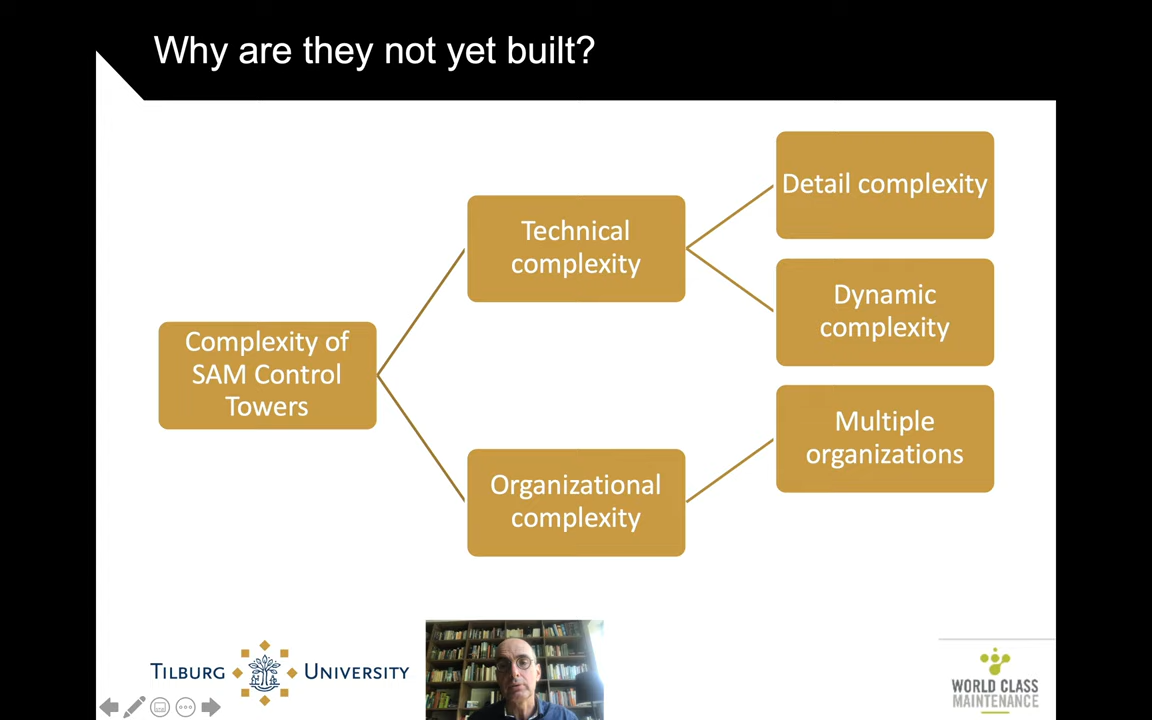 Why are they not yet built?
Complexity of
SAM Control
Towers
Technical
complexity
Organizational
complexity
Detail complexity
Dynamic
complexity
Multiple
organizations
TILBURG UNIVERSITY
WORLD CLASS
MAINTENANCE